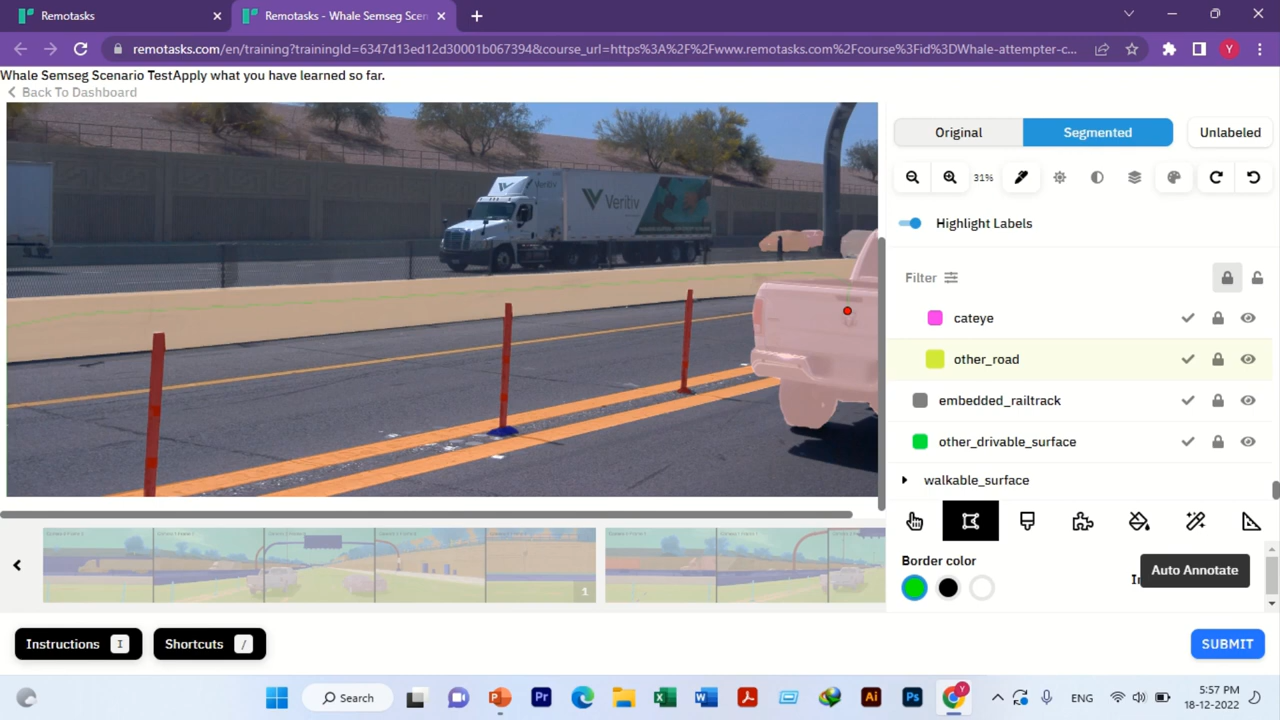 Remotasks
Remotasks - Whale Semseg Scen
remotasks.com/en/training?trainingId=6347d13ed12d30001b067394&course_url=https%3A%2F%2Fwww.remotasks.com%2Fcourse%3Fid%3DWhale-attempter-c...
Y
Whale Semseg Scenario TestApply what you have learned so far.
Back To Dashboard
Original
Segmented
Unlabeled
31%
Highlight Labels
Filter
cateye
other_road
embedded_railtrack
other_drivable_surface
walkable_surface
Veritiv
Veritiv
Border color
Auto Annotate
1
Instructions I
Shortcuts /
SUBMIT
Search
ENG
5:57 PM
18-12-2022